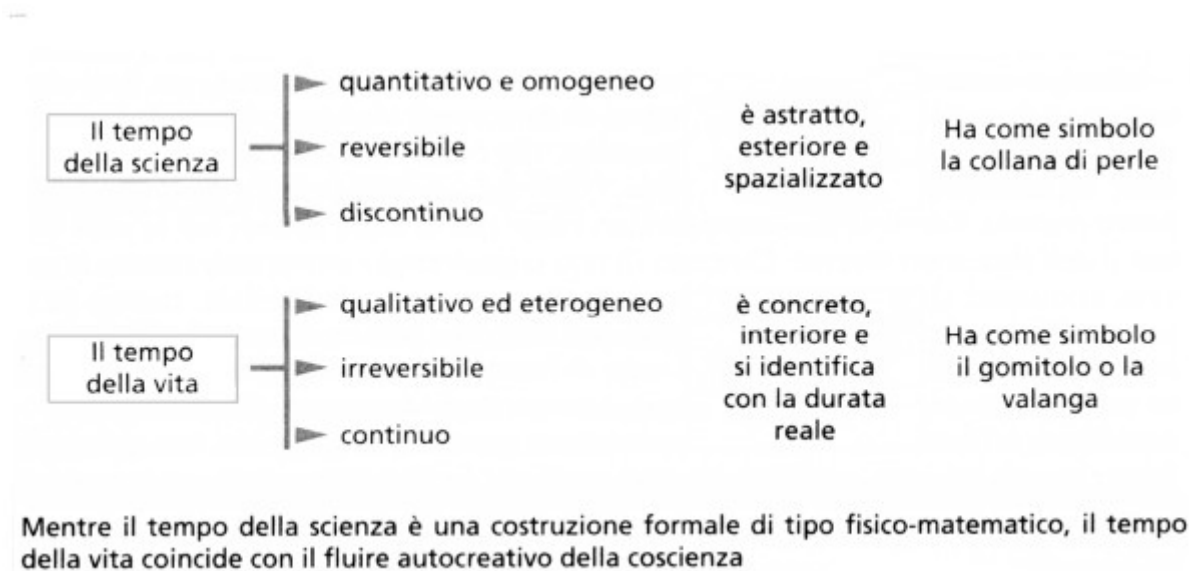 Il tempo
della scienza
quantitativo e omogeneo
reversibile
discontinuo
è astratto,
esteriore e
spazializzato
Ha come simbolo
la collana di perle
Il tempo
della vita
qualitativo ed eterogeneo
irreversibile
continuo
è concreto,
interiore e
si identifica
con la durata
reale
Ha come simbolo
il gomitolo o la
valanga
Mentre il tempo della scienza è una costruzione formale di tipo fisico-matematico, il tempo
della vita coincide con il fluire autocreativo della coscienza